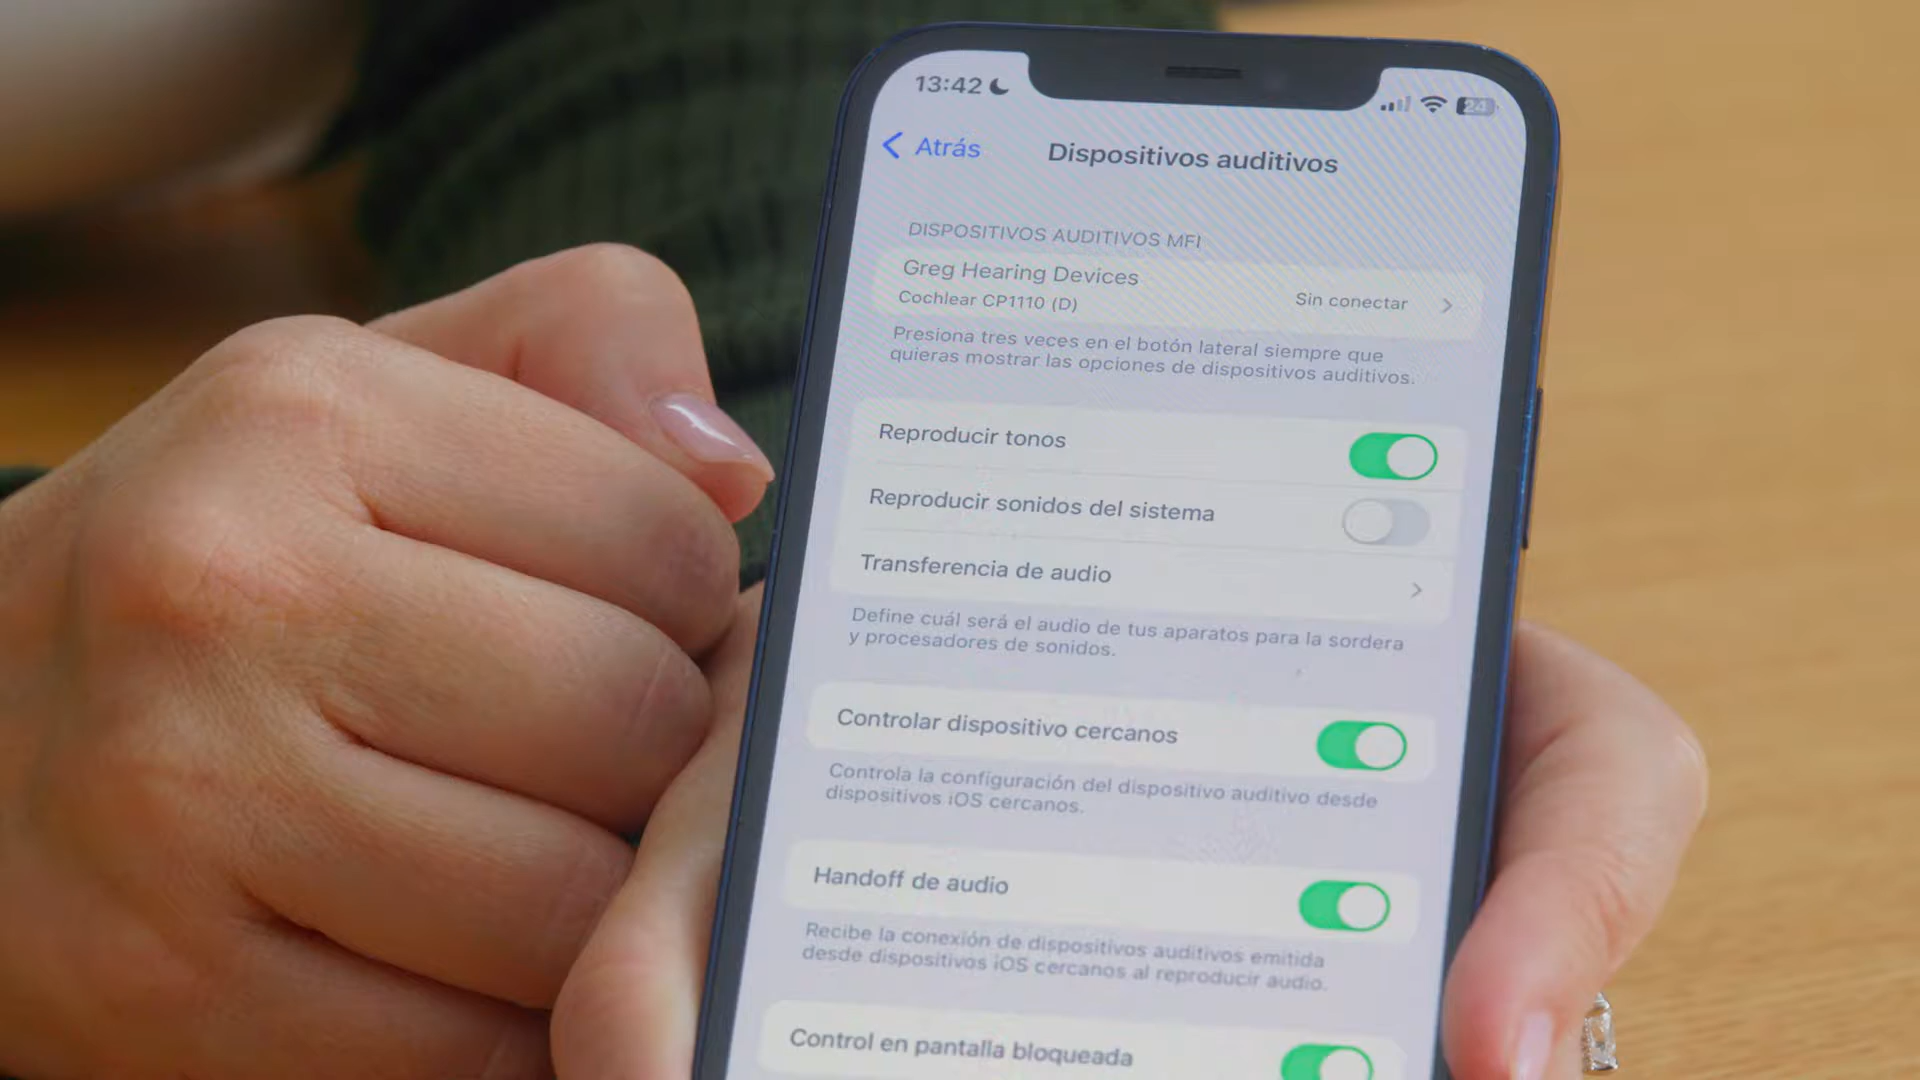 13:42
24
Atrás
Dispositivos auditivos
DISPOSITIVOS AUDITIVOS MFI
Greg Hearing Devices
Cochlear CP1110 (D)
Sin conectar
Presiona tres veces en el botón lateral siempre que
quieras mostrar las opciones de dispositivos auditivos.
Reproducir tonos
Reproducir sonidos del sistema
Transferencia de audio
Define cuál será el audio de tus aparatos para la sordera
y procesadores de sonidos.
Controlar dispositivo cercanos
Controla la configuración del dispositivo auditivo desde
dispositivos iOS cercanos.
Handoff de audio
Recibe la conexión de dispositivos auditivos emitida
desde dispositivos iOS cercanos al reproducir audio.
Control en pantalla bloqueada